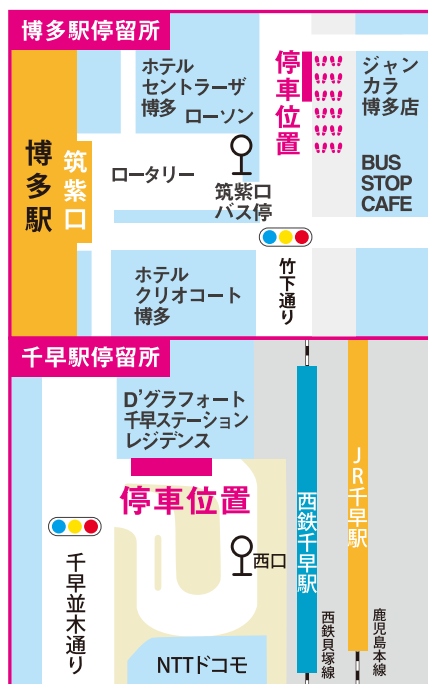 博多駅停留所
ホテル
セントラーザ
博多
ローソン
停車位置
ジャン
カラ
博多店
BUS
STOP
CAFE
博多駅
筑紫口
ロータリー
筑紫口
バス停
ホテル
クリオコート
博多
竹下通り
千早駅停留所
D'グラフォート
千早ステーション
レジデンス
停車位置
西口
千早並木通り
NTTドコモ
西鉄千早駅
西鉄貝塚線
JR千早駅
鹿児島本線